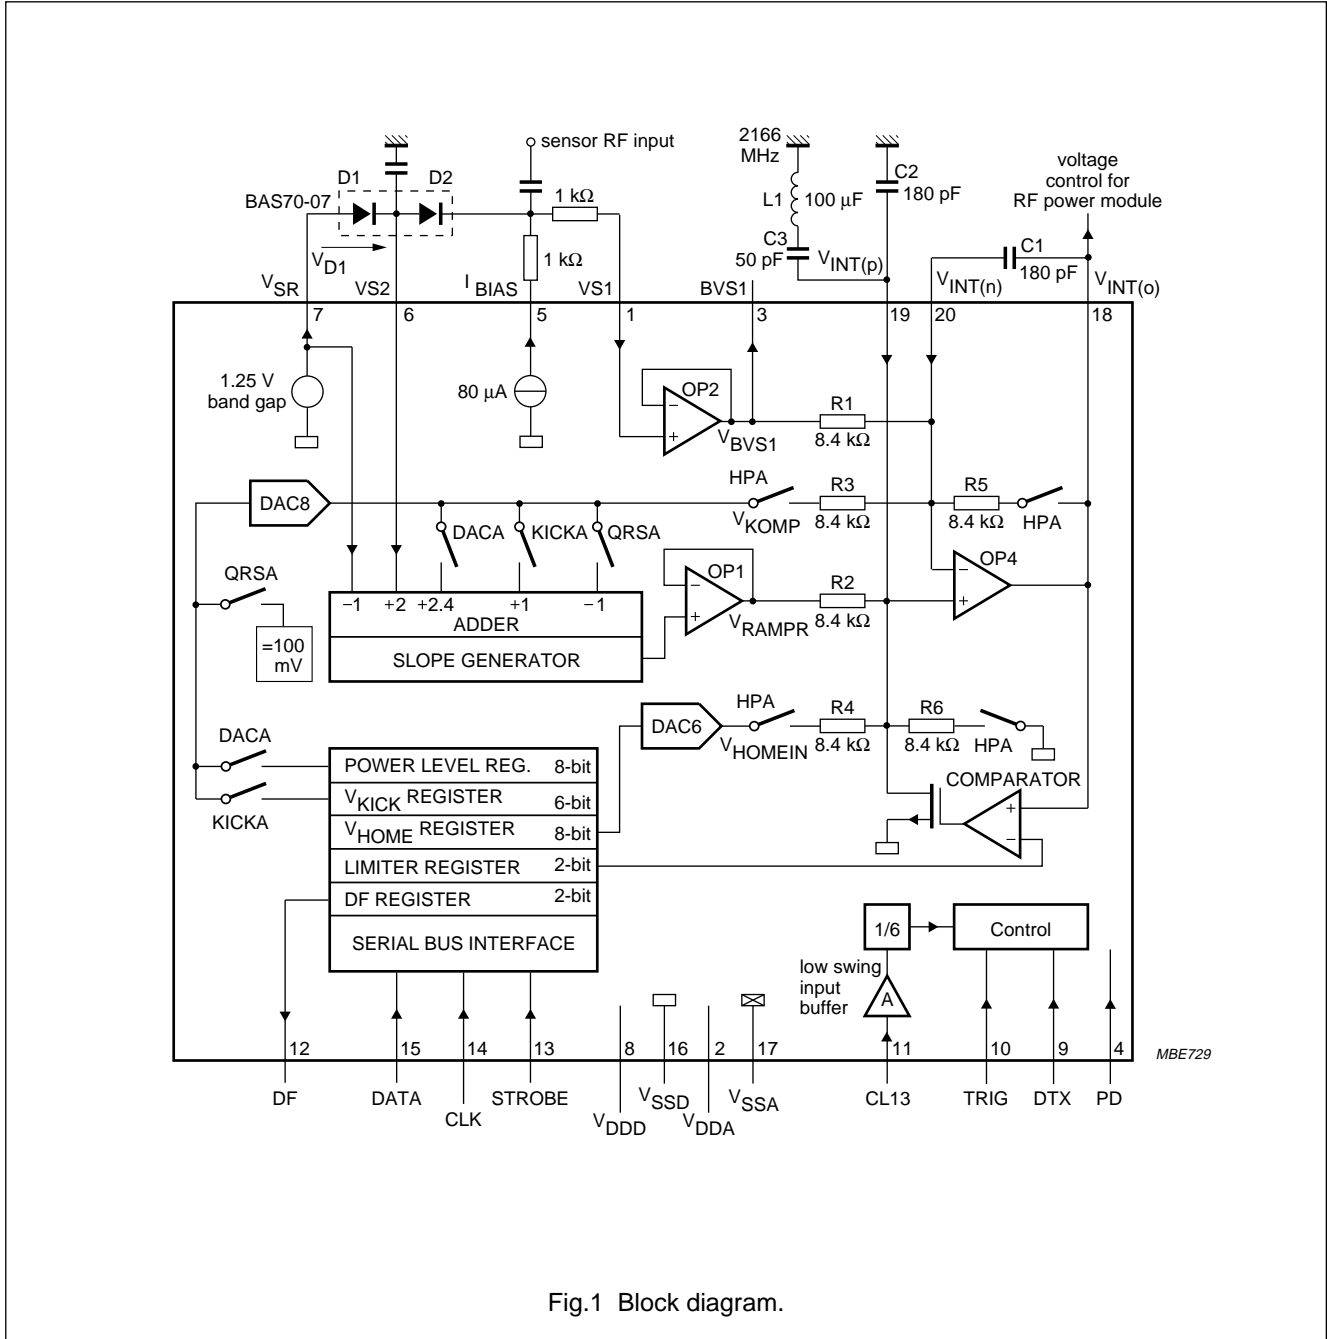 sensor RF input
2166
MHz
C2
180 pF
voltage
control for
RF power module
D1
D2
BAS70-07
1 kΩ
L1
100 μF
C3
50 pF
V INT(p)
C1
180 pF
V D1
1 kΩ
V SR
VS2
I BIAS
VS1
BVS1
V INT(n)
V INT(o)
7
6
5
1
3
19
20
18
1.25 V
band gap
80 μA
OP2
−
+
V BVS1
R1
8.4 kΩ
DAC8
DACA
KICKA
QRSA
HPA
V KOMP
R3
8.4 kΩ
R5
8.4 kΩ
HPA
QRSA
=100
mV
−1
+2
+2.4
+1
−1
ADDER
SLOPE GENERATOR
OP1
−
+
V RAMPR
R2
8.4 kΩ
OP4
−
+
DACA
KICKA
POWER LEVEL REG.
8-bit
V KICK REGISTER
6-bit
V HOME REGISTER
8-bit
LIMITER REGISTER
2-bit
DF REGISTER
2-bit
SERIAL BUS INTERFACE
DAC6
HPA
V HOMEIN
R4
8.4 kΩ
R6
8.4 kΩ
HPA
COMPARATOR
+
−
1/6
Control
low swing
input
buffer
A
12
15
14
13
8
16
2
17
11
10
9
4
MBE729
DF
DATA
CLK
STROBE
V DDD
V SSD
V DDA
V SSA
CL13
TRIG
DTX
PD
Fig.1 Block diagram.